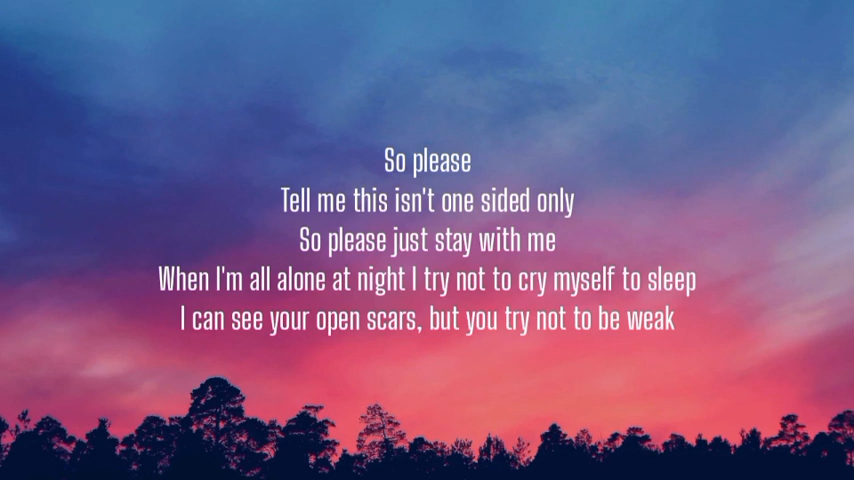 So please
Tell me this isn't one sided only
So please just stay with me
When I'm all alone at night I try not to cry myself to sleep
I can see your open scars, but you try not to be weak